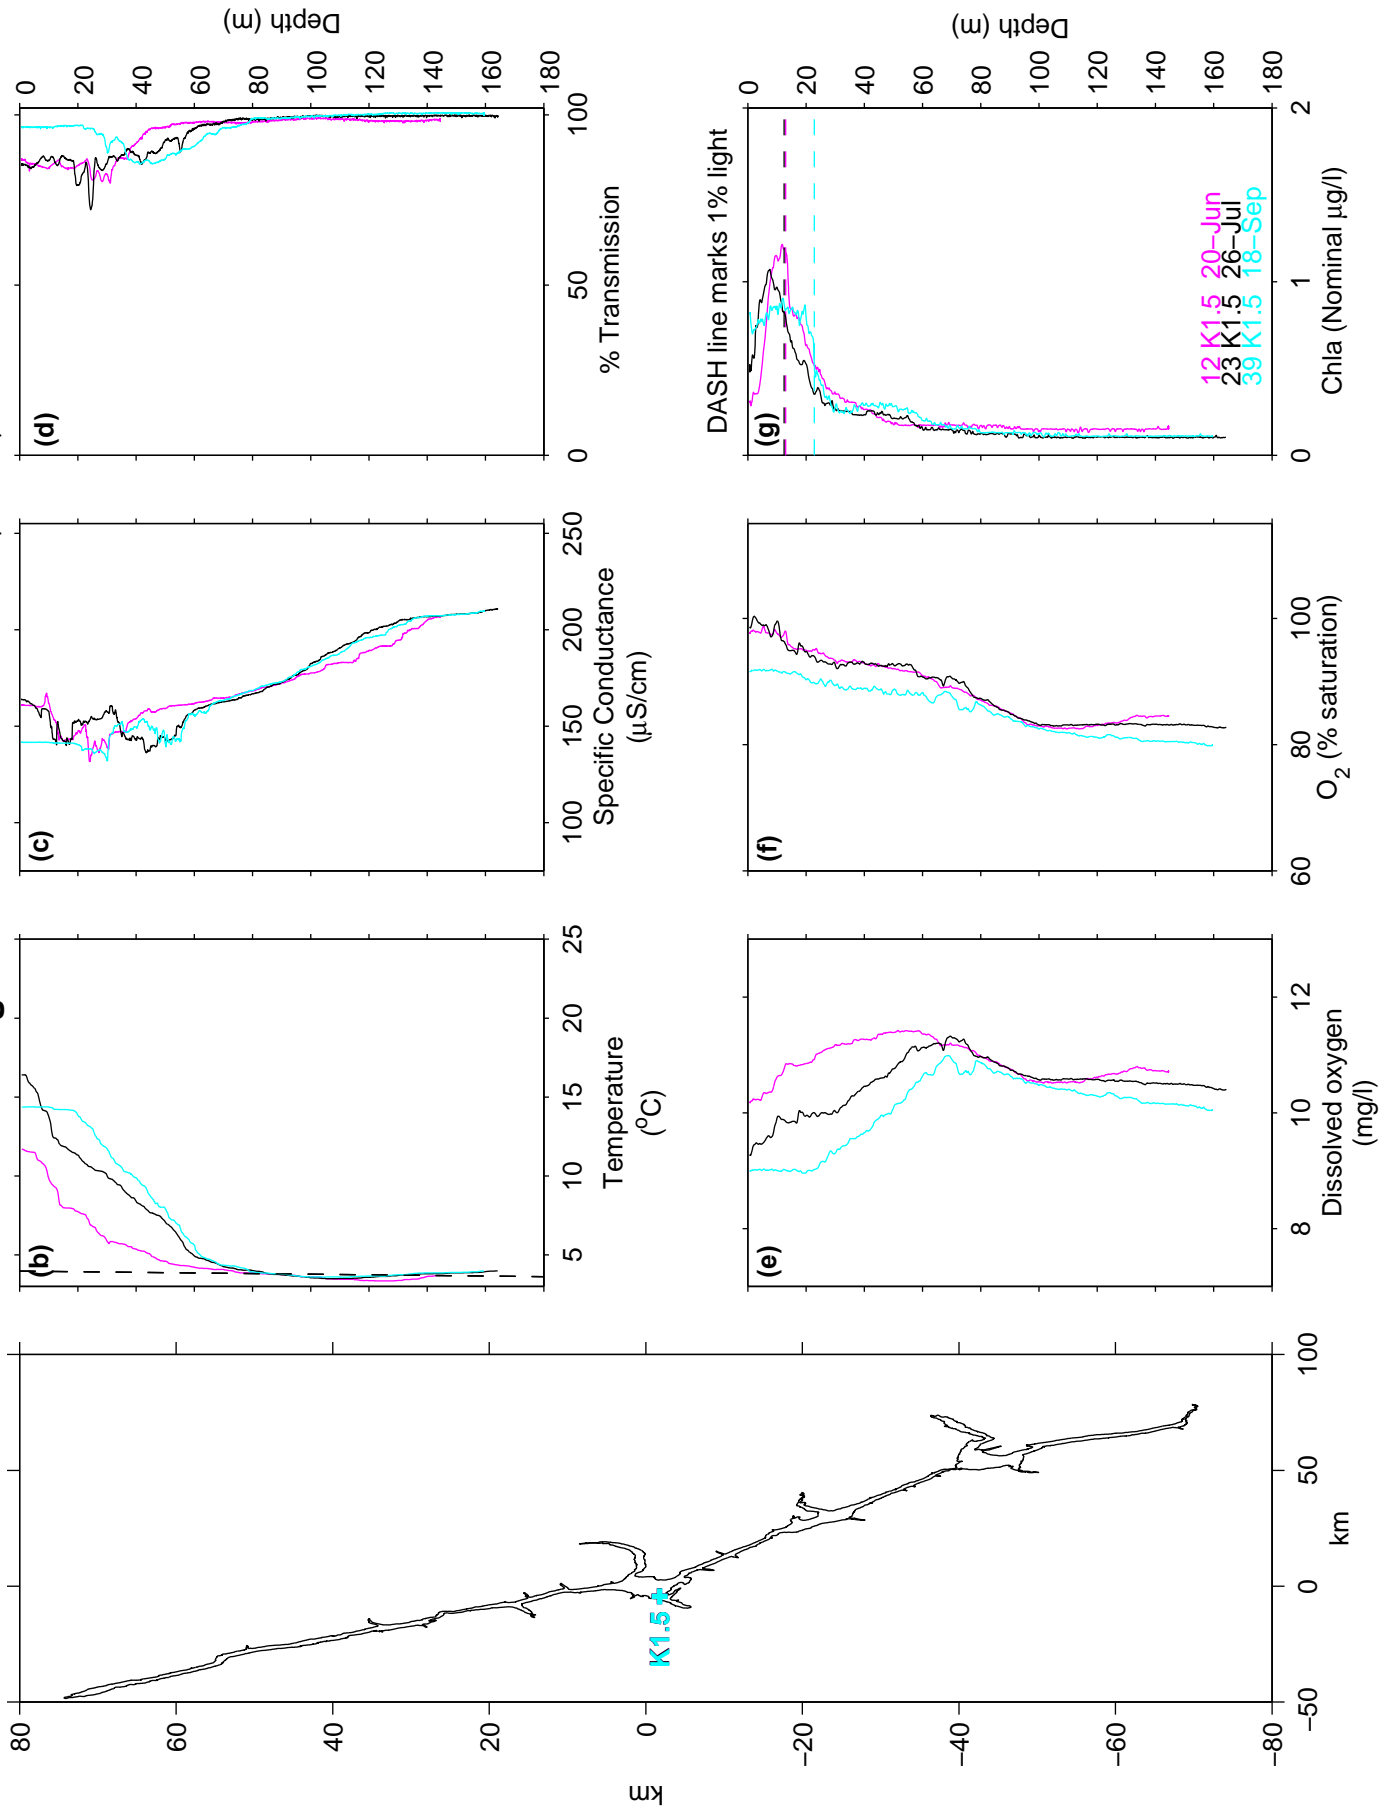 80
60
40
20
0
−20
−40
−60
−80
km
−50
0
50
100
km
K1.5
(b)
5
10
15
20
25
Temperature
(°C)
(c)
100
150
200
250
Specific Conductance
(µS/cm)
(d)
0
50
100
% Transmission
0
20
40
60
80
100
120
140
160
180
Depth (m)
(e)
8
10
12
Dissolved oxygen
(mg/l)
(f)
60
80
100
O2 (% saturation)
DASH line marks 1% light
(g)
12 K1.5 20−Jun
23 K1.5 26−Jul
39 K1.5 18−Sep
0
1
2
Chla (Nominal µg/l)
0
20
40
60
80
100
120
140
160
180
Depth (m)